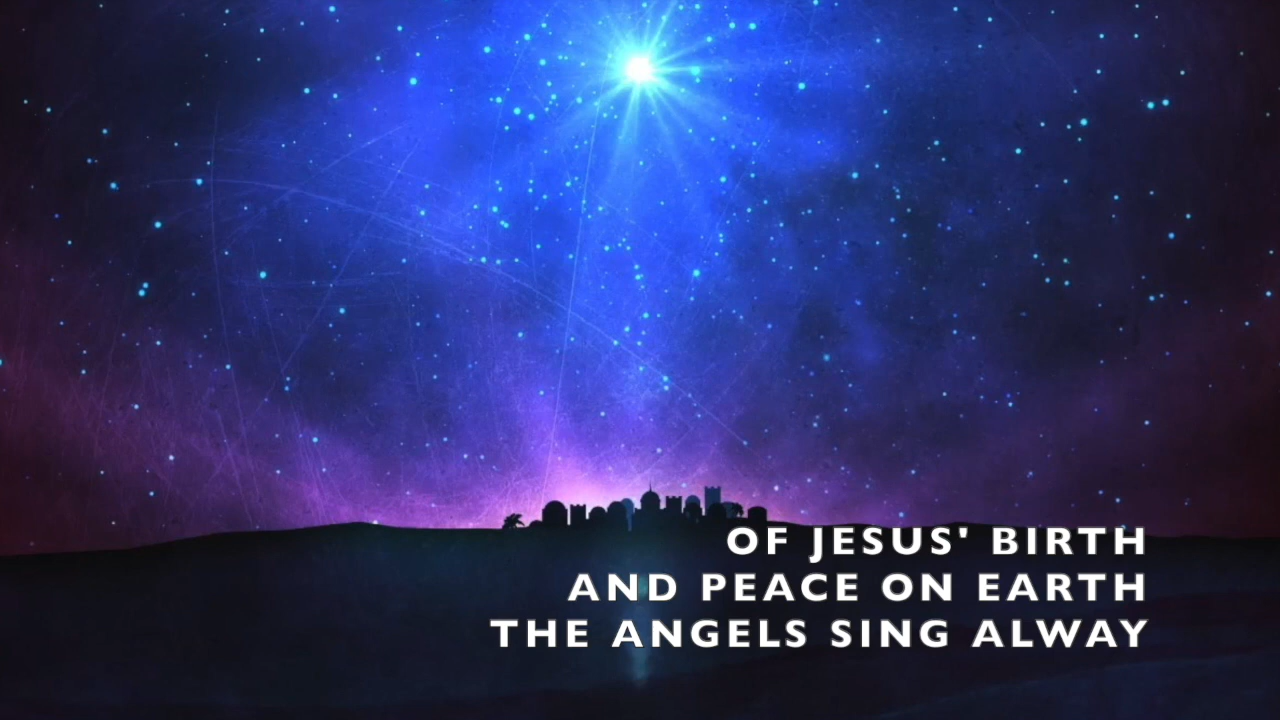 OF JESUS' BIRTH
AND PEACE ON EARTH
THE ANGELS SING ALWAY